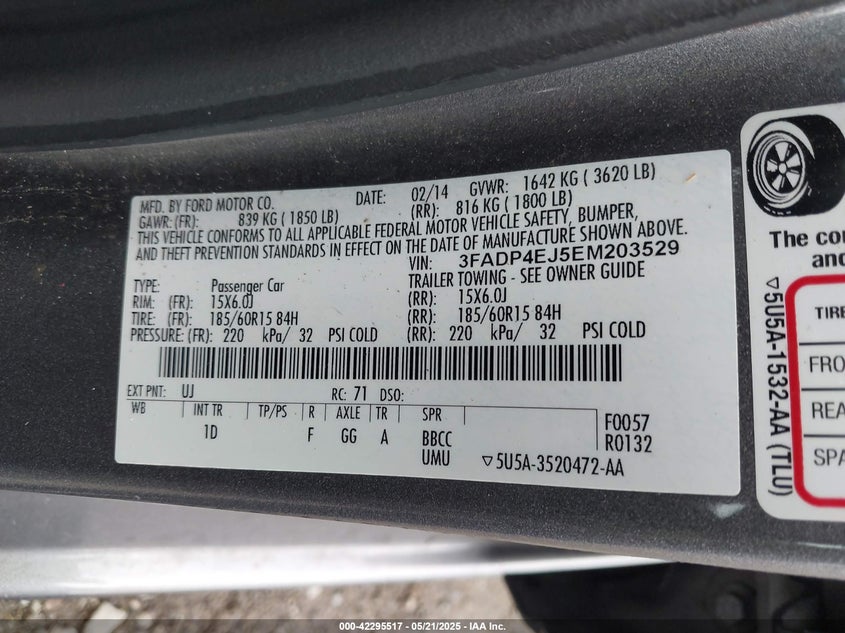 MFD. BY FORD MOTOR CO. DATE: 02/14 GVWR: 1642 KG ( 3620 LB)
GAWR: (FR): 839 KG ( 1850 LB) (RR): 816 KG ( 1800 LB)
THIS VEHICLE CONFORMS TO ALL APPLICABLE FEDERAL MOTOR VEHICLE SAFETY, BUMPER,
AND THEFT PREVENTION STANDARDS IN EFFECT ON THE DATE OF MANUFACTURE SHOWN ABOVE.
VIN: 3FADP4EJ5EM203529
TYPE: Passenger Car TRAILER TOWING - SEE OWNER GUIDE
RIM: (FR): 15X6.0J (RR): 15X6.0J
TIRE: (FR): 185/60R15 84H (RR): 185/60R15 84H
PRESSURE: (FR): 220 kPa/ 32 PSI COLD (RR): 220 kPa/ 32 PSI COLD
EXT PNT: UJ RC: 71 DSO:
WB INT TR TP/PS R AXLE TR SPR F0057
1D F GG A BBCC R0132
UMU ▽5U5A-3520472-AA
The co
and
▽5U5A-1532-AA (TLU)
TIRE
FRO
REA
SPA
000-42295517 - 05/21/2025 - IAA Inc.